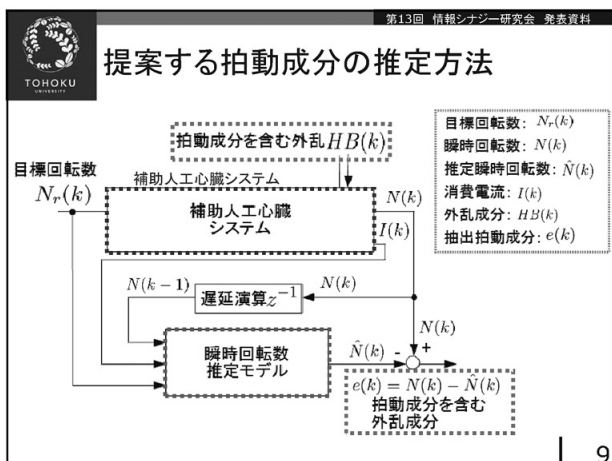 第13回 情報シナジー研究会 発表資料
TOHOKU
UNIVERSITY
提案する拍動成分の推定方法
拍動成分を含む外乱HB(k)
目標回転数: N_r(k)
瞬時回転数: N(k)
推定瞬時回転数: N̂(k)
消費電流: I(k)
外乱成分: HB(k)
抽出拍動成分: e(k)
目標回転数
N_r(k)
補助人工心臓システム
補助人工心臓
システム
N(k)
I(k)
N(k−1)
遅延演算z^{-1}
N(k)
N(k)
瞬時回転数
推定モデル
N̂(k)
- +
e(k) = N(k) − N̂(k)
拍動成分を含む
外乱成分
9